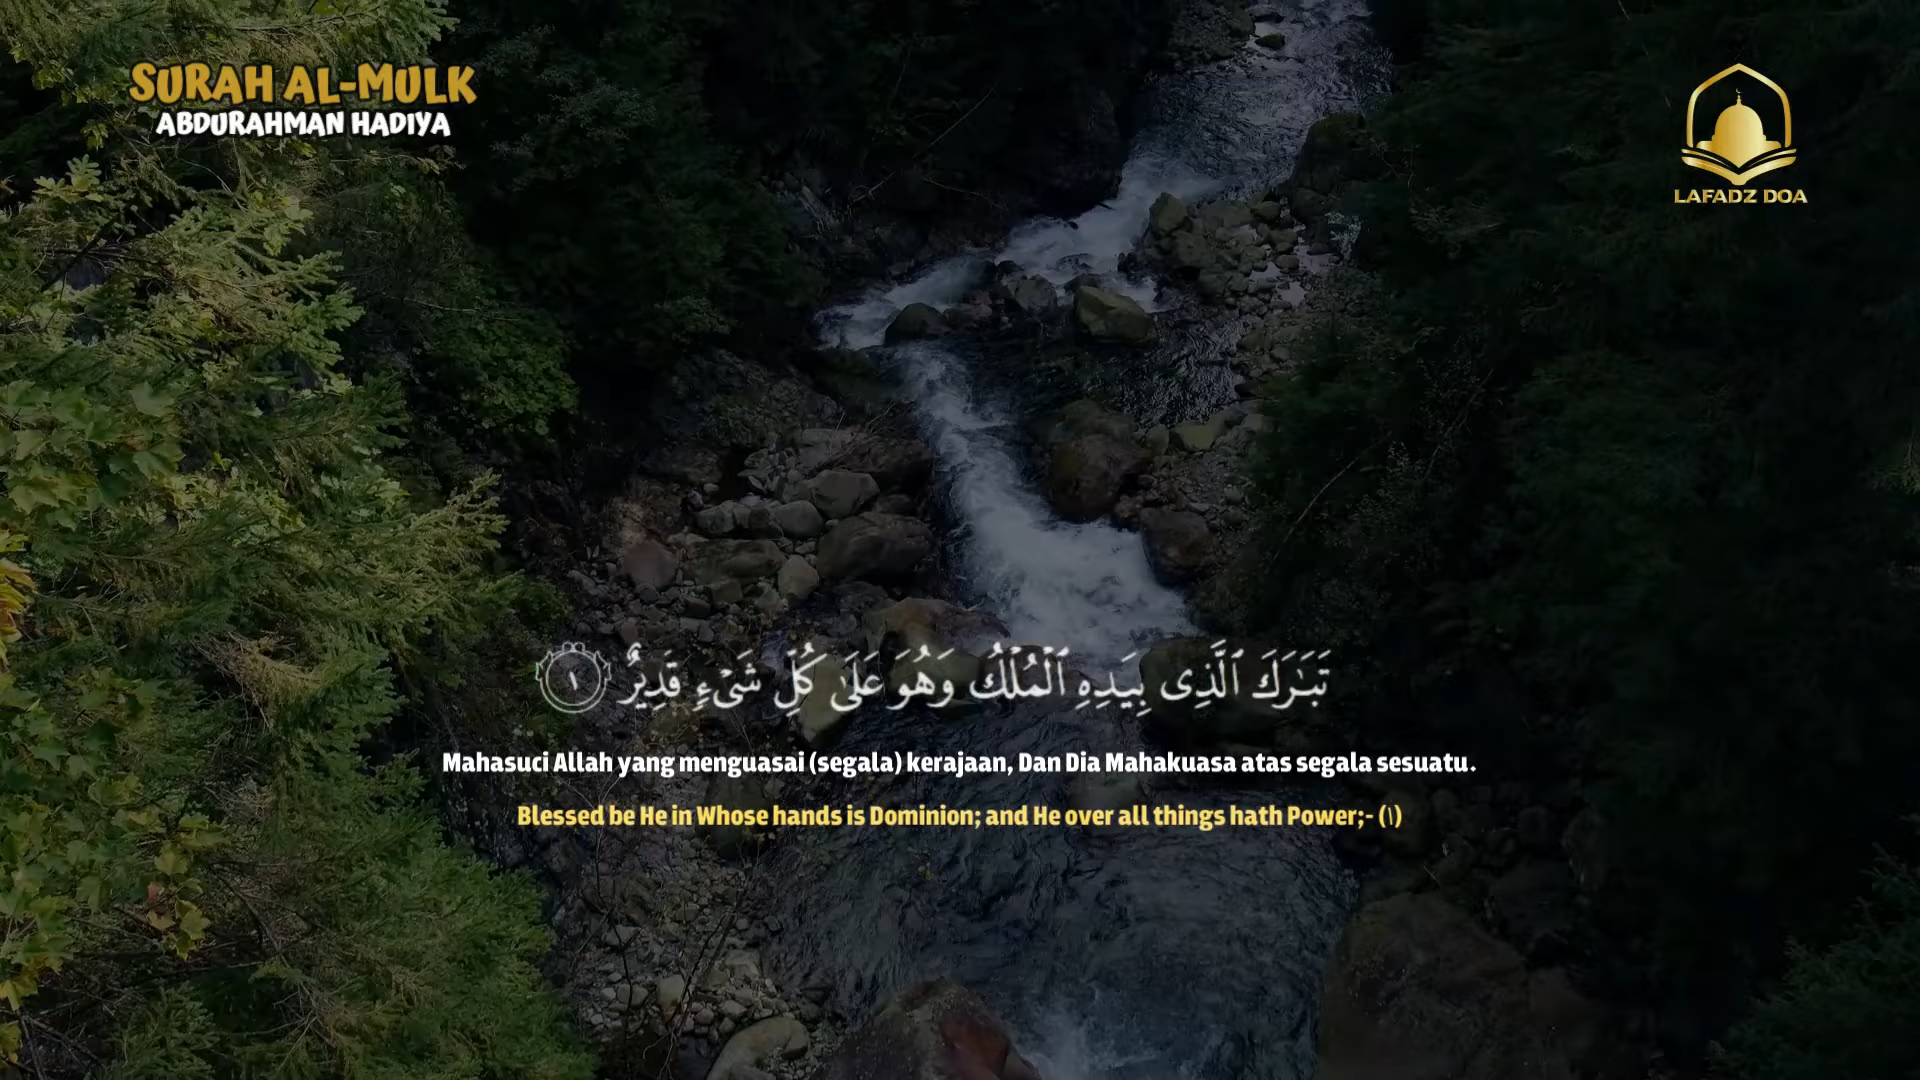 SURAH AL-MULK
ABDURAHMAN HADIYA
LAFADZ DOA
تَبَٰرَكَ ٱلَّذِى بِيَدِهِ ٱلْمُلْكُ وَهُوَ عَلَىٰ كُلِّ شَىْءٍ قَدِيرٌ ١
Mahasuci Allah yang menguasai (segala) kerajaan, Dan Dia Mahakuasa atas segala sesuatu.
Blessed be He in Whose hands is Dominion; and He over all things hath Power;- (١)